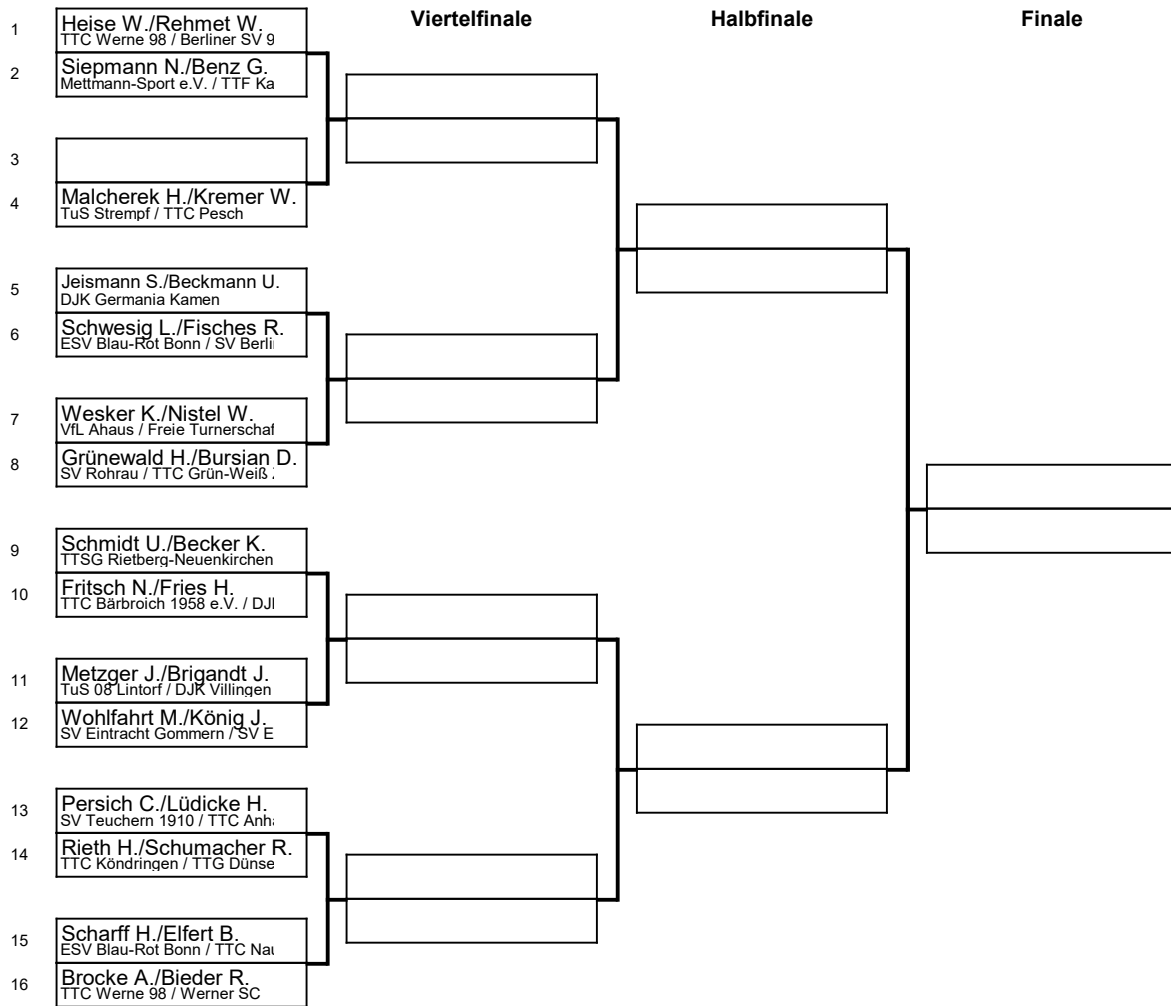 Viertelfinale Halbfinale Finale
1 Heise W./Rehmet W.
TTC Werne 98 / Berliner SV 9
2 Siepmann N./Benz G.
Mettmann-Sport e.V. / TTF Ka
3
4 Malcherek H./Kremer W.
TuS Strempf / TTC Pesch
5 Jeismann S./Beckmann U.
DJK Germania Kamen
6 Schwesig L./Fisches R.
ESV Blau-Rot Bonn / SV Berli
7 Wesker K./Nistel W.
VfL Ahaus / Freie Turnerschaf
8 Grünewald H./Bursian D.
SV Rohrau / TTC Grün-Weiß
9 Schmidt U./Becker K.
TTSG Rietberg-Neuenkirchen
10 Fritsch N./Fries H.
TTC Bärbroich 1958 e.V. / DJI
11 Metzger J./Brigandt J.
TuS 08 Lintorf / DJK Villingen
12 Wohlfahrt M./König J.
SV Eintracht Gommern / SV E
13 Persich C./Lüdicke H.
SV Teuchern 1910 / TTC Anha
14 Rieth H./Schumacher R.
TTC Köndringen / TTG Dünse
15 Scharff H./Elfert B.
ESV Blau-Rot Bonn / TTC Nau
16 Brocke A./Bieder R.
TTC Werne 98 / Werner SC